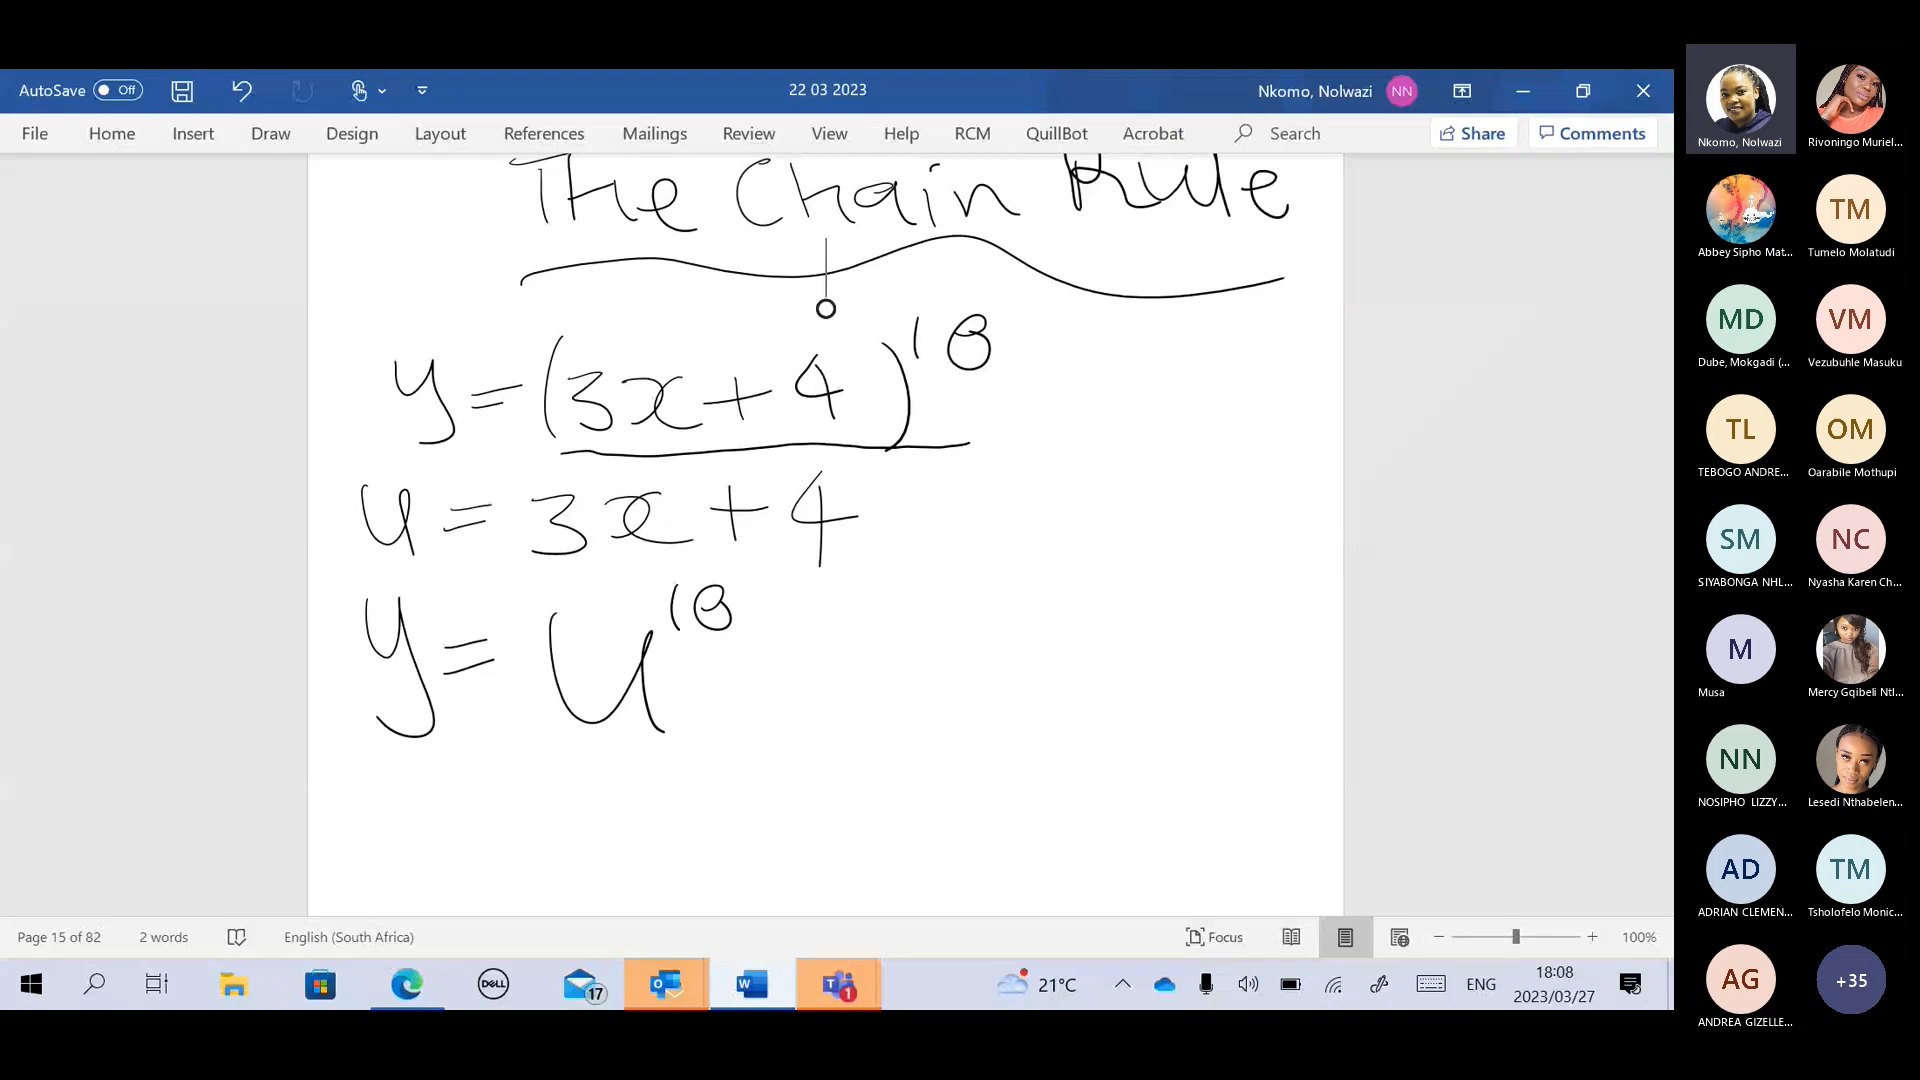 AutoSave Off 22 03 2023 Nkomo, Nolwazi NN
File Home Insert Draw Design Layout References Mailings Review View Help RCM QuillBot Acrobat Search Share Comments
The Chain Rule
y=(3x+4)^18
u = 3x+4
y= u^18
Page 15 of 82 2 words English (South Africa) Focus 100%
DELL 17 1 21°C ENG 18:08
2023/03/27
Nkomo, Nolwazi Rivoningo Muriel...
TM
Abbey Sipho Mat... Tumelo Molatudi
MD VM
Dube, Mokgadi (... Vezubuhle Masuku
TL OM
TEBOGO ANDRE... Oarabile Mothupi
SM NC
SIYABONGA NHL... Nyasha Karen Ch...
M
Musa Mercy Gqibeli Ntl...
NN
NOSIPHO LIZZY... Lesedi Nthabelen...
AD TM
ADRIAN CLEMEN... Tsholofelo Monic...
AG +35
ANDREA GIZELLE...